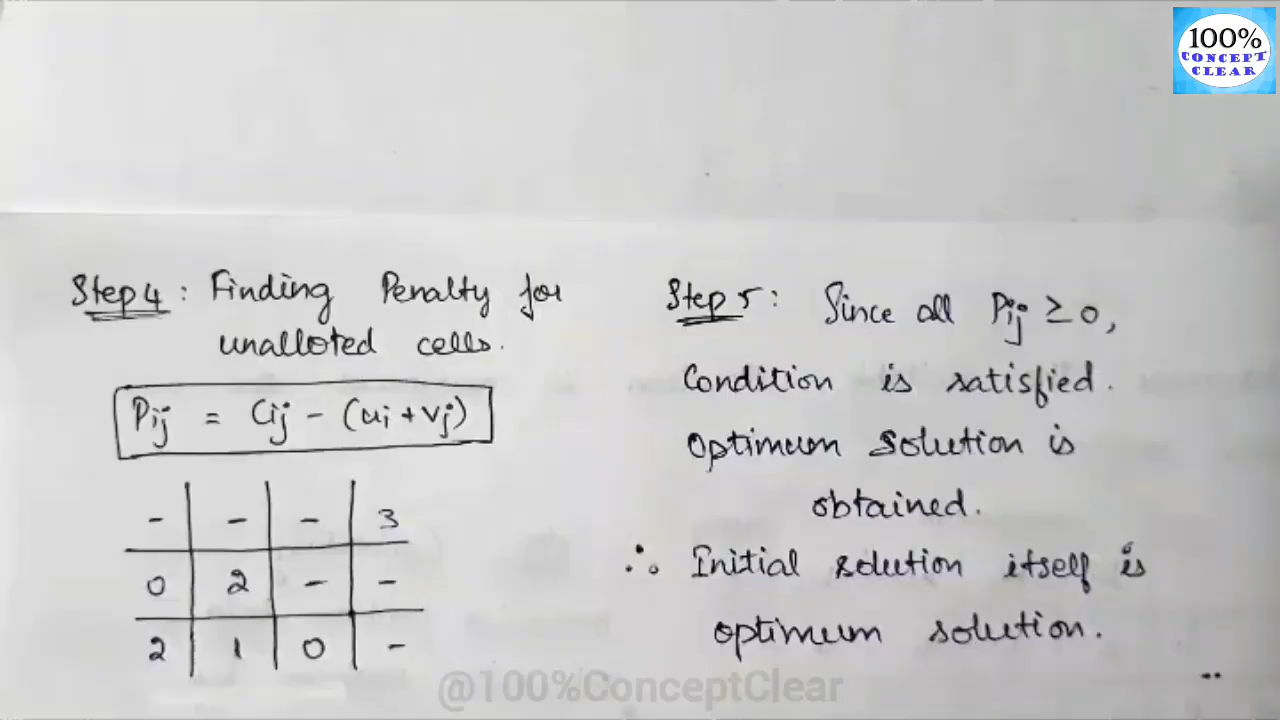 100%
CONCEPT
CLEAR
Step 4 : Finding Penalty for
unalloted cells.
Pij = Cij - (ui + vj)
- | - | - | 3
0 | 2 | - | -
2 | 1 | 0 | -
Step 5 : Since all Pij ≥ 0,
Condition is satisfied.
Optimum solution is
obtained.
∴ Initial solution itself is
optimum solution.
@100%ConceptClear